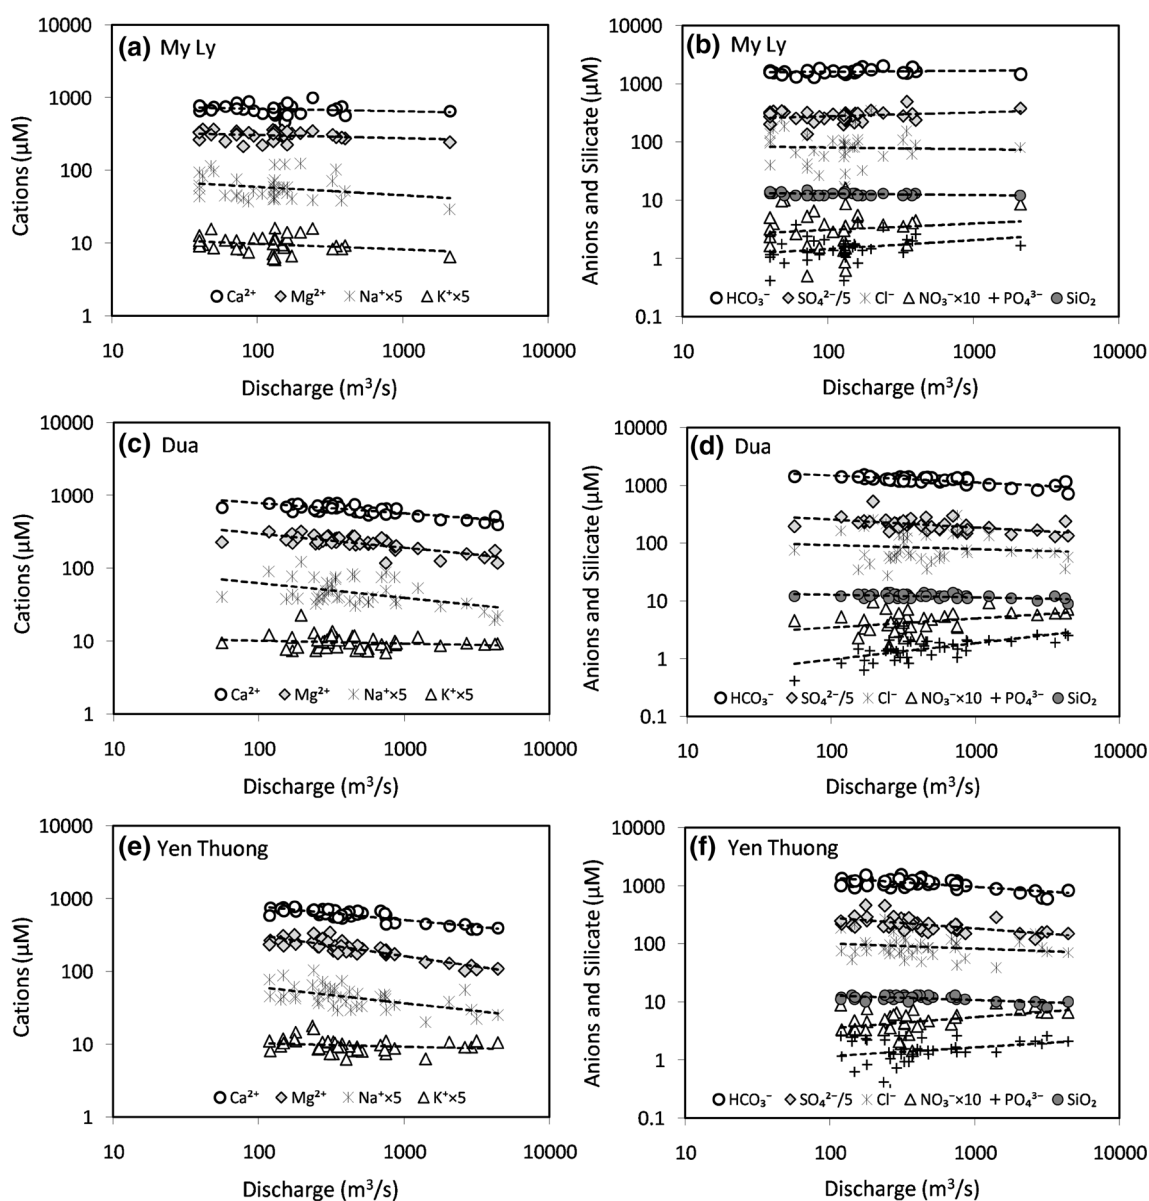 (a) My Ly
10000
1000
100
10
1
Cations (µM)
Ca²⁺ Mg²⁺ Na⁺×5 K⁺×5
10 100 1000 10000
Discharge (m³/s)
(b) My Ly
10000
1000
100
10
1
0.1
Anions and Silicate (µM)
HCO₃⁻ SO₄²⁻/5 Cl⁻ NO₃⁻×10 PO₄³⁻ SiO₂
10 100 1000 10000
Discharge (m³/s)
(c) Dua
10000
1000
100
10
1
Cations (µM)
Ca²⁺ Mg²⁺ Na⁺×5 K⁺×5
10 100 1000 10000
Discharge (m³/s)
(d) Dua
10000
1000
100
10
1
0.1
Anions and Silicate (µM)
HCO₃⁻ SO₄²⁻/5 Cl⁻ NO₃⁻×10 PO₄³⁻ SiO₂
10 100 1000 10000
Discharge (m³/s)
(e) Yen Thuong
10000
1000
100
10
1
Cations (µM)
Ca²⁺ Mg²⁺ Na⁺×5 K⁺×5
10 100 1000 10000
Discharge (m³/s)
(f) Yen Thuong
10000
1000
100
10
1
0.1
Anions and Silicate (µM)
HCO₃⁻ SO₄²⁻/5 Cl⁻ NO₃⁻×10 PO₄³⁻ SiO₂
10 100 1000 10000
Discharge (m³/s)